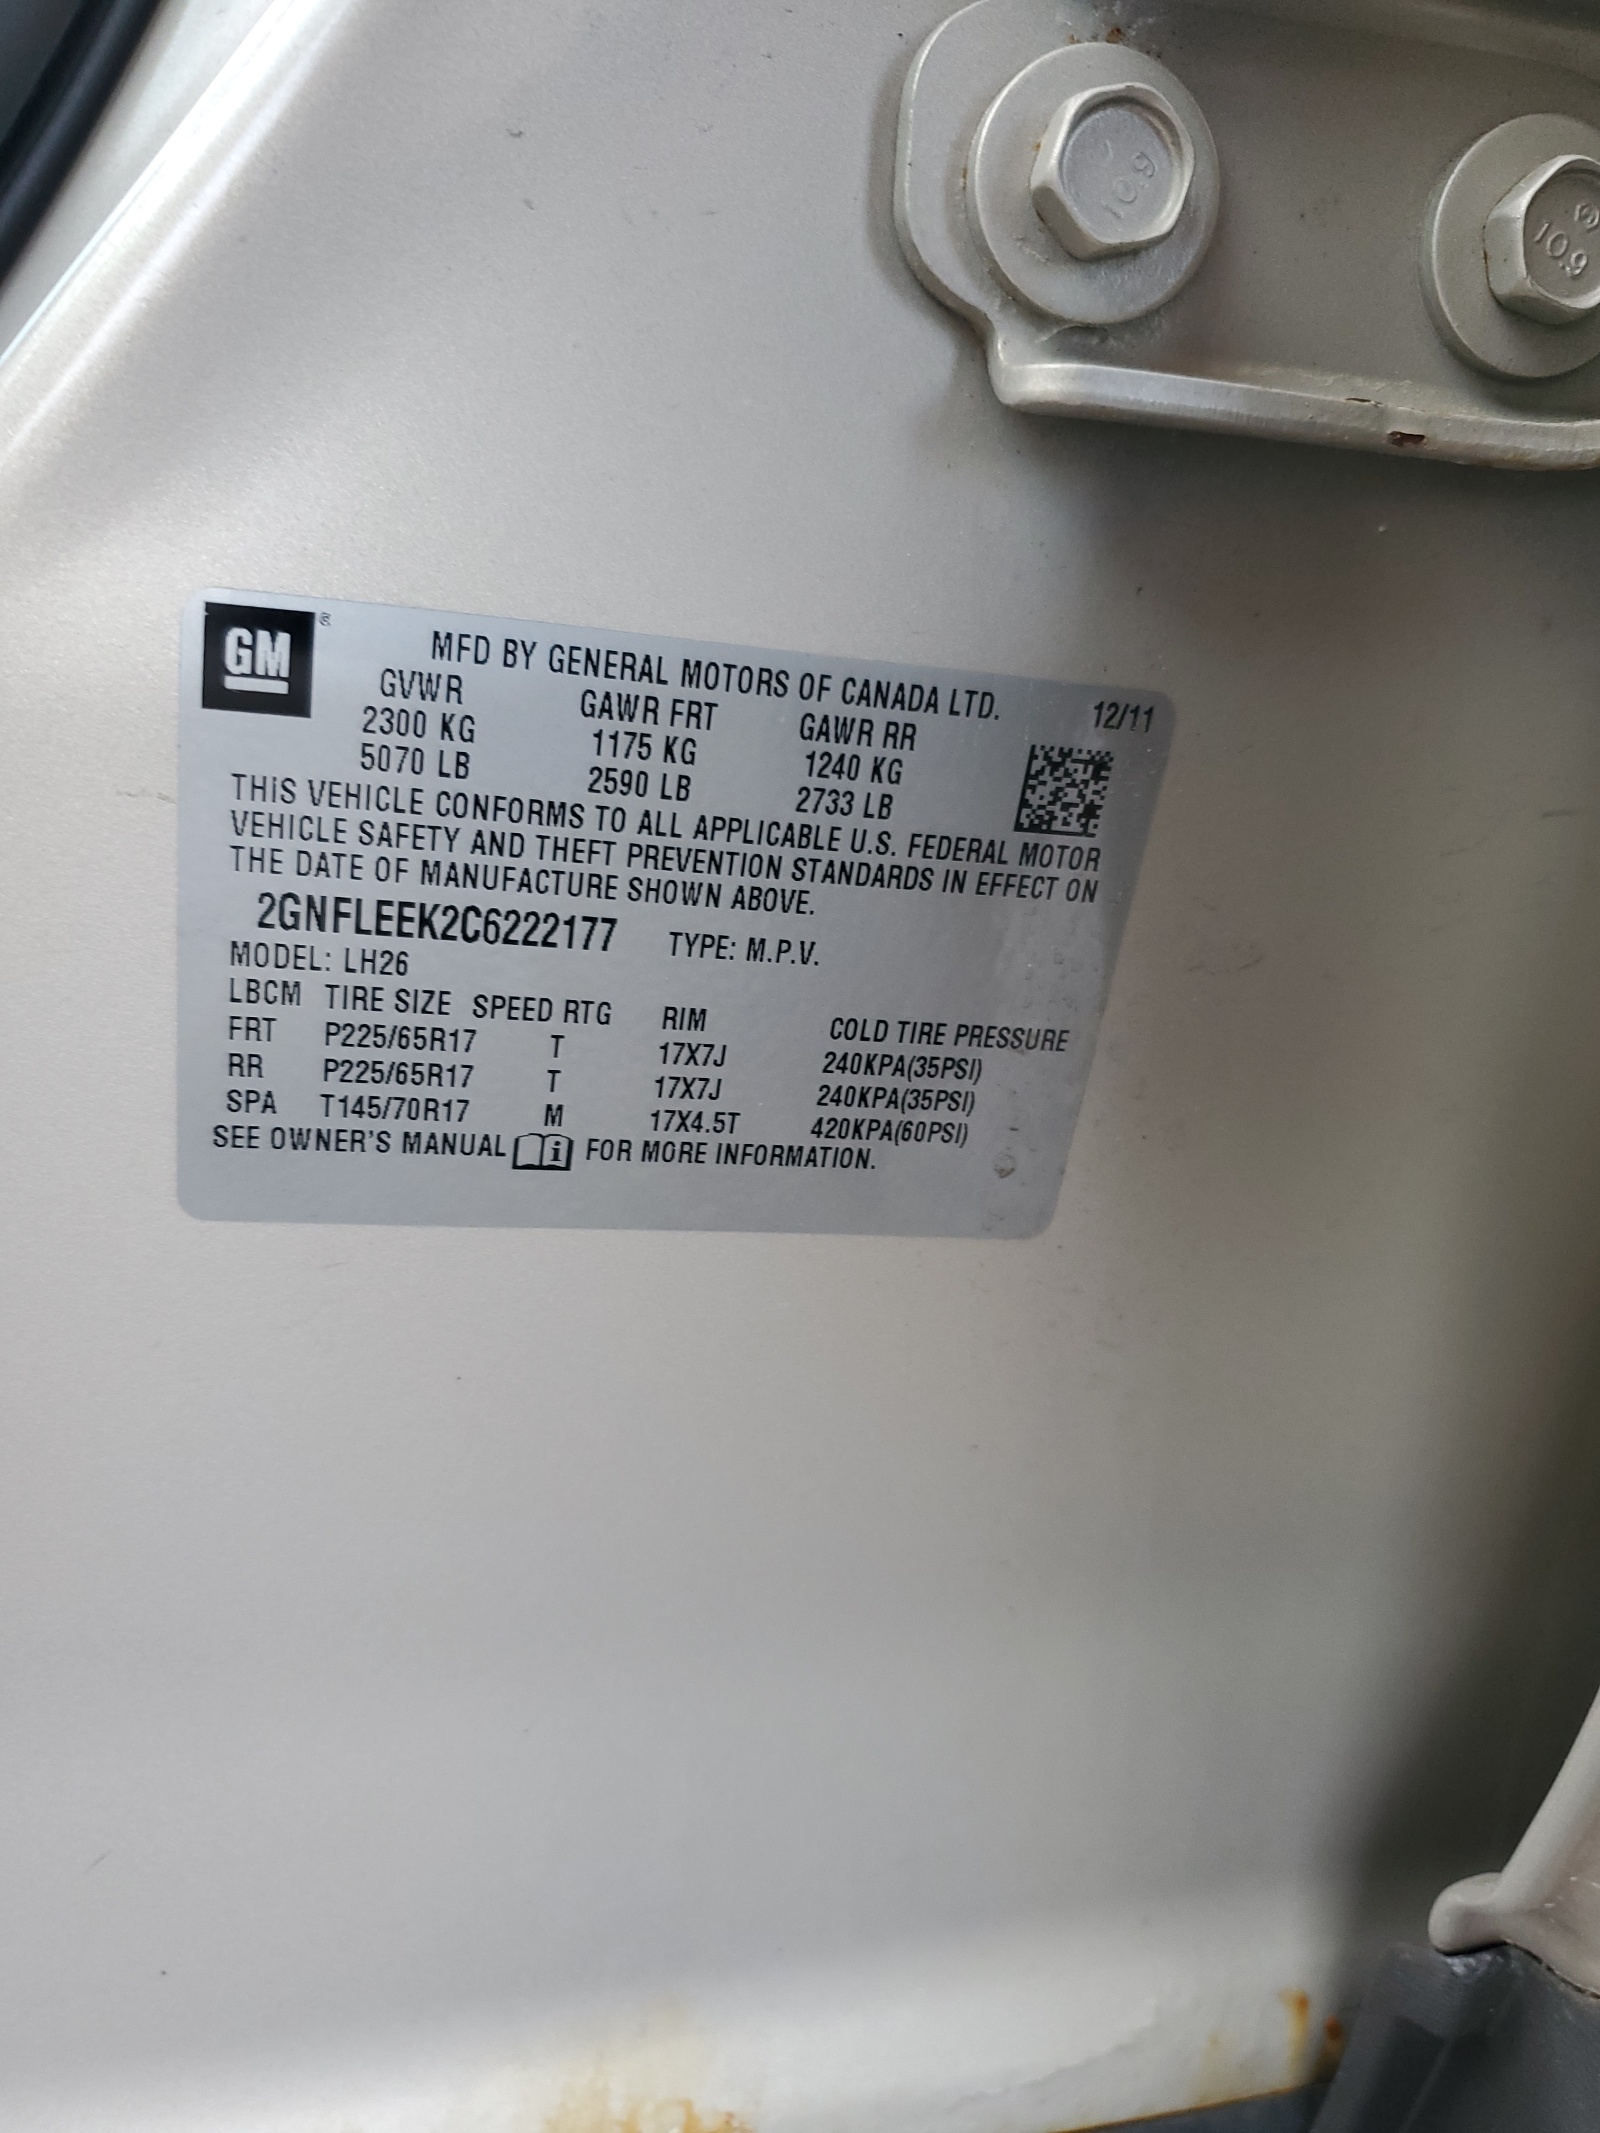 10.9
10.9
GM ®
MFD BY GENERAL MOTORS OF CANADA LTD. 12/11
GVWR GAWR FRT GAWR RR
2300 KG 1175 KG 1240 KG
5070 LB 2590 LB 2733 LB
THIS VEHICLE CONFORMS TO ALL APPLICABLE U.S. FEDERAL MOTOR
VEHICLE SAFETY AND THEFT PREVENTION STANDARDS IN EFFECT ON
THE DATE OF MANUFACTURE SHOWN ABOVE.
2GNFLEEK2C6222177 TYPE: M.P.V.
MODEL: LH26
LBCM TIRE SIZE SPEED RTG RIM COLD TIRE PRESSURE
FRT P225/65R17 T 17X7J 240KPA(35PSI)
RR P225/65R17 T 17X7J 240KPA(35PSI)
SPA T145/70R17 M 17X4.5T 420KPA(60PSI)
SEE OWNER'S MANUAL i FOR MORE INFORMATION.